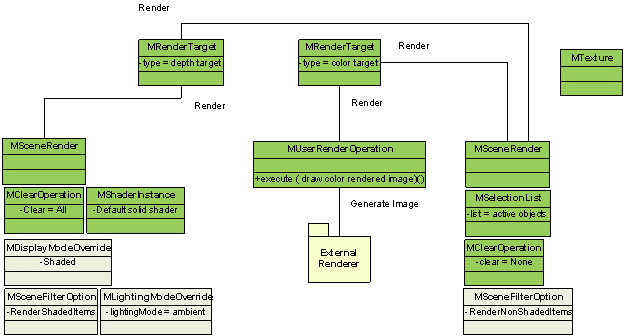 Render
MRenderTarget
- type = depth target
MRenderTarget
- type = color target
Render
MTexture
Render
Render
MSceneRender
MUserRenderOperation
+execute ( draw color rendered image)()
MSceneRender
MClearOperation
- Clear = All
MShaderInstance
- Default solid shader
Generate Image
MSelectionList
- list = active objects
MDisplayModeOverride
- Shaded
External
Renderer
MClearOperation
- clear = None
MSceneFilterOption
- RenderShadedItems
MLightingModeOverride
- lightingMode = ambient
MSceneFilterOption
- RenderNonShadedItems